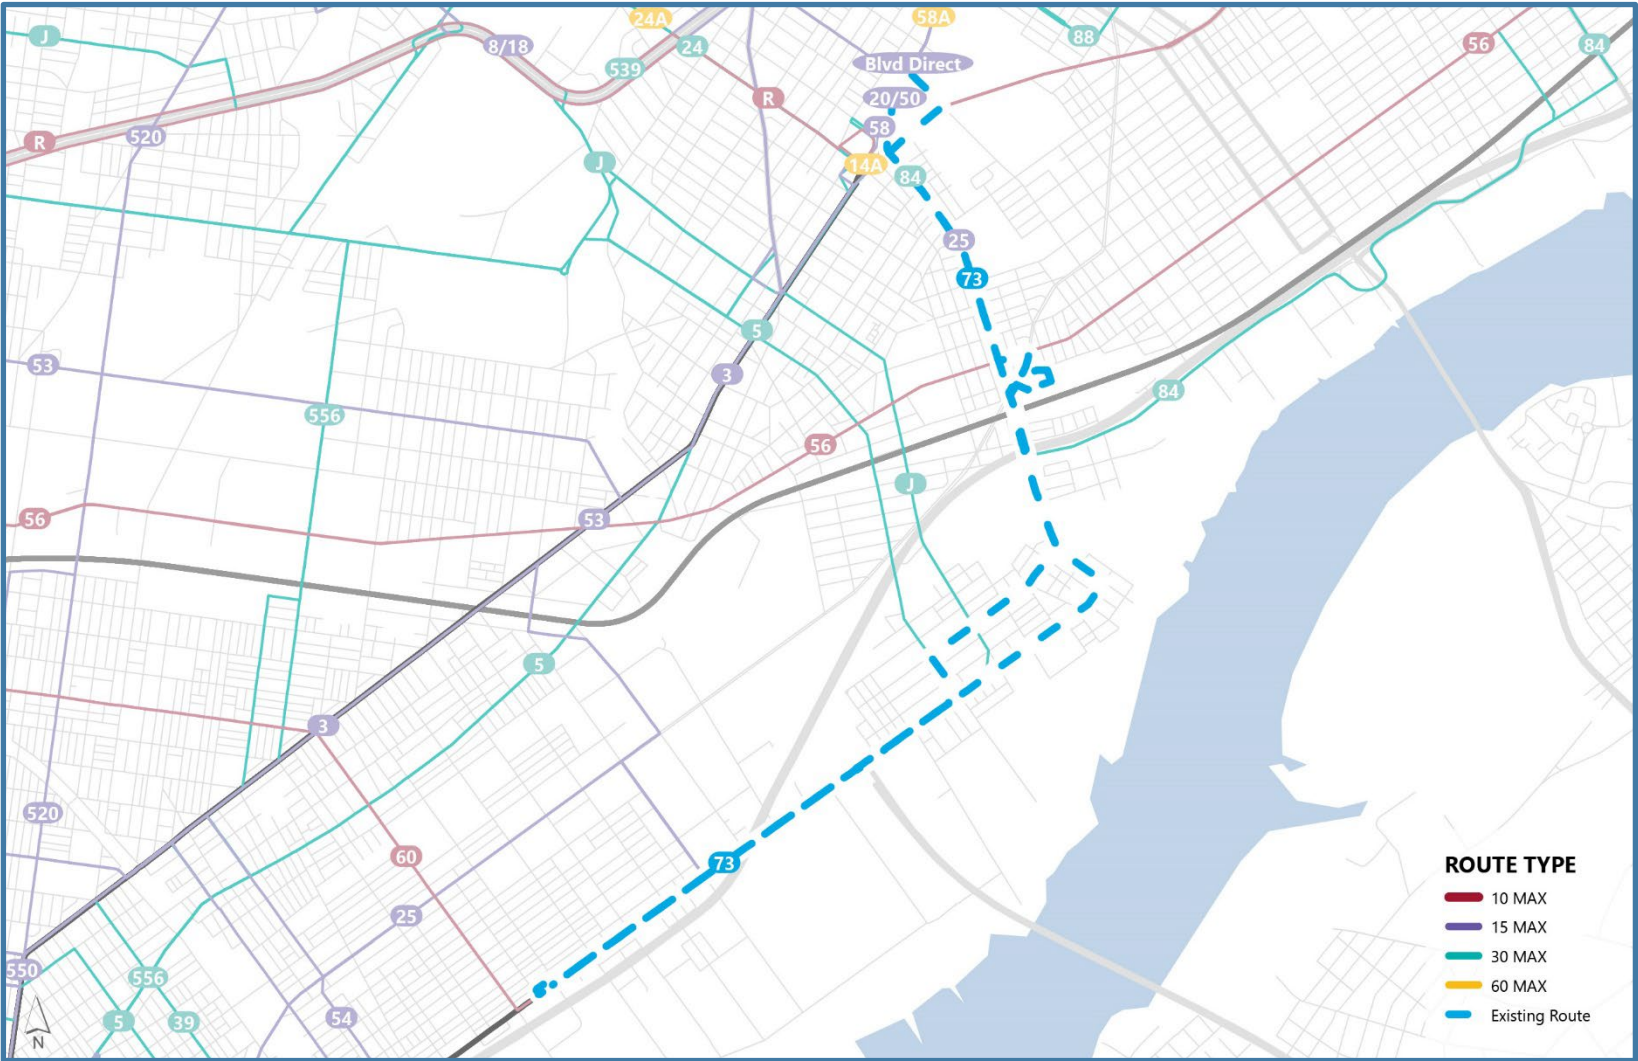 24A
58A
J
8/18
24
88
56
84
539
Blvd Direct
R
20/50
520
R
58
J
14A
84
25
73
5
53
3
84
556
56
J
56
53
5
3
520
60
73
25
550
556
5
39
54
N
ROUTE TYPE
10 MAX
15 MAX
30 MAX
60 MAX
Existing Route